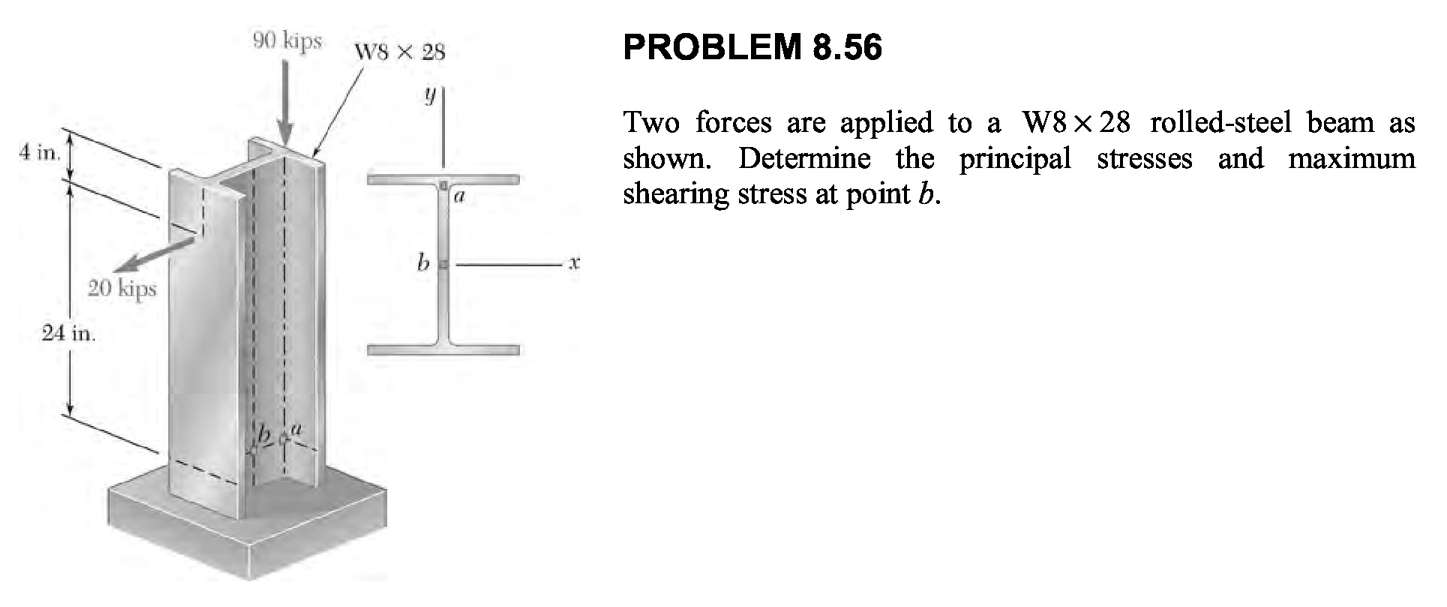 90 kips
W8 × 28
y
4 in.
a
b
x
20 kips
24 in.
b
a
PROBLEM 8.56
Two forces are applied to a W8 × 28 rolled-steel beam as
shown. Determine the principal stresses and maximum
shearing stress at point b.